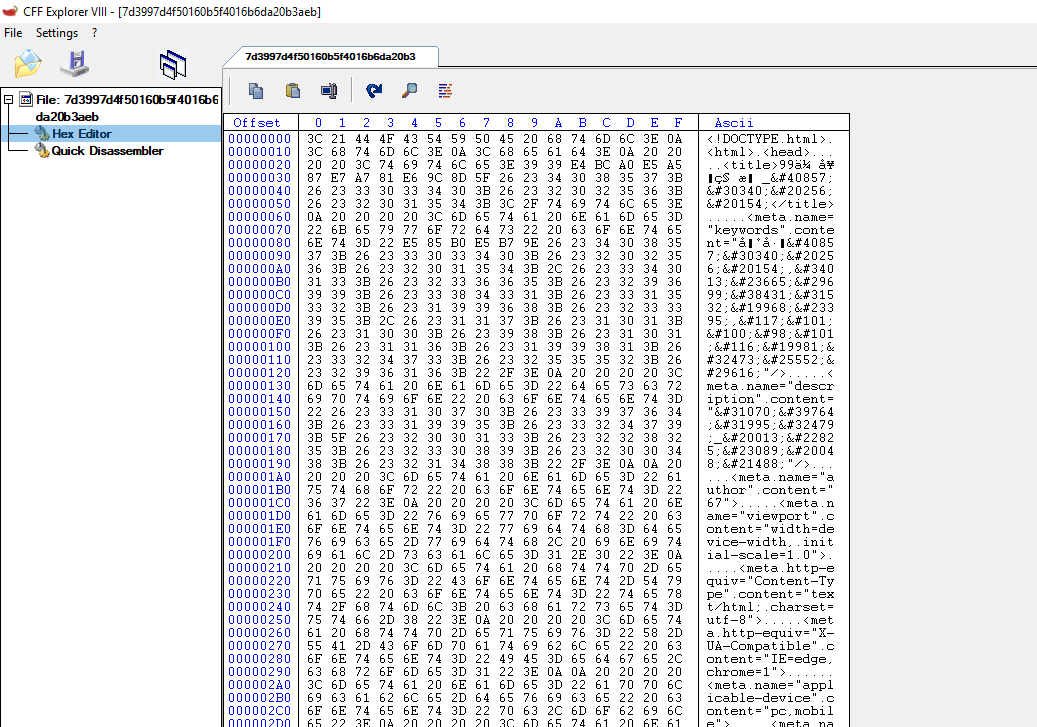 CFF Explorer VIII - [7d3997d4f50160b5f4016b6da20b3aeb]
File Settings ?
7d3997d4f50160b5f4016b6da20b3
File: 7d3997d4f50160b5f4016b6
da20b3aeb
Hex Editor
Quick Disassembler
Offset 0 1 2 3 4 5 6 7 8 9 A B C D E F Ascii
00000000 3C 21 44 4F 43 54 59 50 45 20 68 74 6D 6C 3E 0A <!DOCTYPE.html>.
00000010 3C 68 74 6D 6C 3E 0A 3C 68 65 61 64 3E 0A 20 20 <html>.<head>...
00000020 20 20 3C 74 69 74 6C 65 3E 39 39 E4 BC A0 E5 A5 ..<title>99ä¼ å¥
00000030 87 E7 A7 81 E6 9C 8D 5F 26 23 34 30 38 35 37 3B ▮ç§ æ▮ _&#40857;
00000040 26 23 33 30 33 34 30 3B 26 23 32 30 32 35 36 3B &#30340;&#20256;
00000050 26 23 32 30 31 35 34 3B 3C 2F 74 69 74 6C 65 3E &#20154;</title>
00000060 0A 20 20 20 20 3C 6D 65 74 61 20 6E 61 6D 65 3D .....<meta.name=
00000070 22 6B 65 79 77 6F 72 64 73 22 20 63 6F 6E 74 65 "keywords".conte
00000080 6E 74 3D 22 E5 85 B0 E5 B7 9E 26 23 34 30 38 35 nt="å▮°å·▮&#4085
00000090 37 3B 26 23 33 30 33 34 30 3B 26 23 32 30 32 35 7;&#30340;&#2025
000000A0 36 3B 26 23 32 30 31 35 34 3B 2C 26 23 33 34 30 6;&#20154;,&#340
000000B0 31 33 3B 26 23 32 33 36 36 35 3B 26 23 32 39 36 13;&#23665;&#296
000000C0 39 39 3B 26 23 33 38 34 33 31 3B 26 23 33 31 35 99;&#38431;&#315
000000D0 33 32 3B 26 23 31 39 39 36 38 3B 26 23 32 33 33 32;&#19968;&#233
000000E0 39 35 3B 2C 26 23 31 31 37 3B 26 23 31 30 31 3B 95;,&#117;&#101;
000000F0 26 23 31 30 30 3B 26 23 39 38 3B 26 23 31 30 31 &#100;&#98;&#101
00000100 3B 26 23 31 31 36 3B 26 23 31 39 39 38 31 3B 26 ;&#116;&#19981;&
00000110 23 33 32 34 37 33 3B 26 23 32 35 35 35 32 3B 26 #32473;&#25552;&
00000120 23 32 39 36 31 36 3B 22 2F 3E 0A 20 20 20 20 3C #29616;"/>.....<
00000130 6D 65 74 61 20 6E 61 6D 65 3D 22 64 65 73 63 72 meta.name="descr
00000140 69 70 74 69 6F 6E 22 20 63 6F 6E 74 65 6E 74 3D iption".content=
00000150 22 26 23 33 31 30 37 30 3B 26 23 33 39 37 36 34 "&#31070;&#39764
00000160 3B 26 23 33 31 39 39 35 3B 26 23 33 32 34 37 39 ;&#31995;&#32479
00000170 3B 5F 26 23 32 30 30 31 33 3B 26 23 32 32 38 32 ;_&#20013;&#2282
00000180 35 3B 26 23 32 33 30 38 39 3B 26 23 32 30 30 34 5;&#23089;&#2004
00000190 38 3B 26 23 32 31 34 38 38 3B 22 2F 3E 0A 0A 20 8;&#21488;"/>...
000001A0 20 20 20 3C 6D 65 74 61 20 6E 61 6D 65 3D 22 61 ...<meta.name="a
000001B0 75 74 68 6F 72 22 20 63 6F 6E 74 65 6E 74 3D 22 uthor".content="
000001C0 36 37 22 3E 0A 20 20 20 20 3C 6D 65 74 61 20 6E 67">.....<meta.n
000001D0 61 6D 65 3D 22 76 69 65 77 70 6F 72 74 22 20 63 ame="viewport".c
000001E0 6F 6E 74 65 6E 74 3D 22 77 69 64 74 68 3D 64 65 ontent="width=de
000001F0 76 69 63 65 2D 77 69 64 74 68 2C 20 69 6E 69 74 vice-width,.init
00000200 69 61 6C 2D 73 63 61 6C 65 3D 31 2E 30 22 3E 0A ial-scale=1.0">.
00000210 20 20 20 20 3C 6D 65 74 61 20 68 74 74 70 2D 65 ....<meta.http-e
00000220 71 75 69 76 3D 22 43 6F 6E 74 65 6E 74 2D 54 79 quiv="Content-Ty
00000230 70 65 22 20 63 6F 6E 74 65 6E 74 3D 22 74 65 78 pe".content="tex
00000240 74 2F 68 74 6D 6C 3B 20 63 68 61 72 73 65 74 3D t/html;.charset=
00000250 75 74 66 2D 38 22 3E 0A 20 20 20 20 3C 6D 65 74 utf-8">.....<met
00000260 61 20 68 74 74 70 2D 65 71 75 69 76 3D 22 58 2D a.http-equiv="X-
00000270 55 41 2D 43 6F 6D 70 61 74 69 62 6C 65 22 20 63 UA-Compatible".c
00000280 6F 6E 74 65 6E 74 3D 22 49 45 3D 65 64 67 65 2C ontent="IE=edge,
00000290 63 68 72 6F 6D 65 3D 31 22 3E 0A 0A 20 20 20 20 chrome=1">......
000002A0 3C 6D 65 74 61 20 6E 61 6D 65 3D 22 61 70 70 6C <meta.name="appl
000002B0 69 63 61 62 6C 65 2D 64 65 76 69 63 65 22 20 63 icable-device".c
000002C0 6F 6E 74 65 6E 74 3D 22 70 63 2C 6D 6F 62 69 6C ontent="pc,mobil
000002D0 65 22 3E 0A 20 20 20 20 3C 6D 65 74 61 20 6E 61 e">.....<meta.na